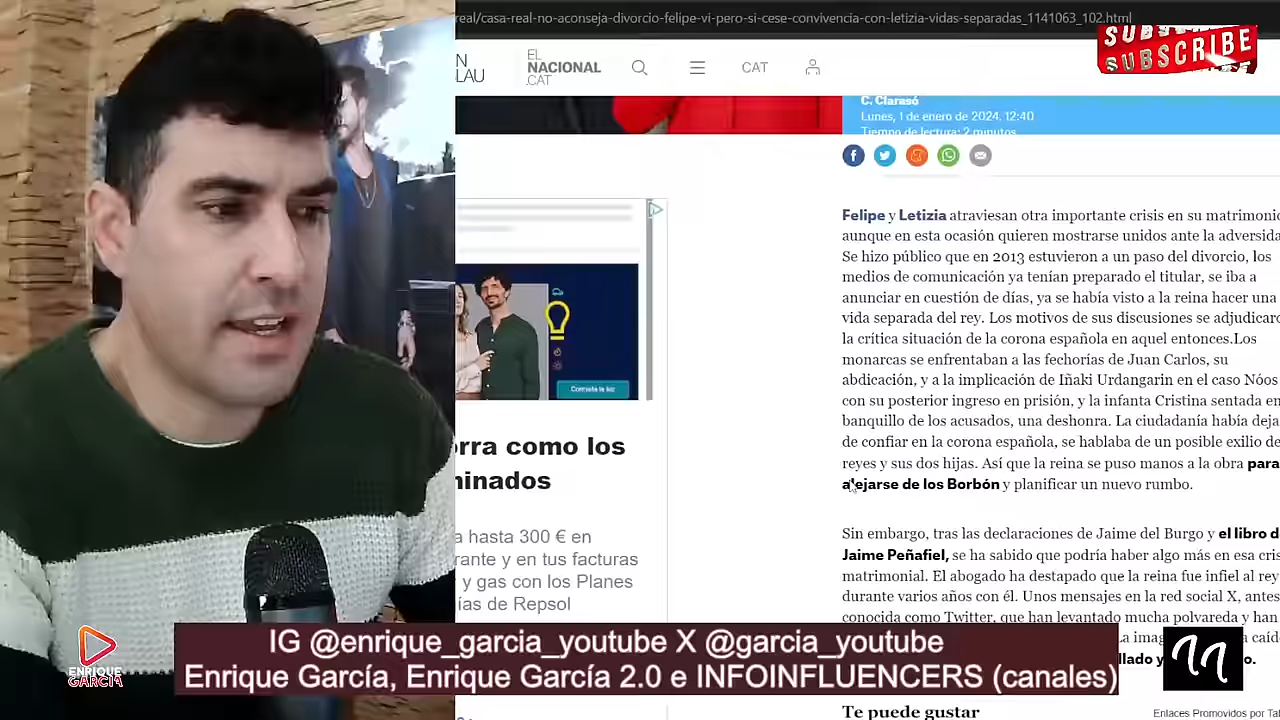 real/casa-real-no-aconseja-divorcio-felipe-vi-pero-si-cese-convivencia-con-letizia-vidas-separadas_1141063_102.html
SUBSCRIBE
SUBSCRIBE
N
LAU
EL
NACIONAL
.CAT
CAT
C. Clarasó
Lunes, 1 de enero de 2024. 12:40
Tiempo de lectura: 2 minutos
Felipe y Letizia atraviesan otra importante crisis en su matrimonio
aunque en esta ocasión quieren mostrarse unidos ante la adversida
Se hizo público que en 2013 estuvieron a un paso del divorcio, los
medios de comunicación ya tenían preparado el titular, se iba a
anunciar en cuestión de días, ya se había visto a la reina hacer una
vida separada del rey. Los motivos de sus discusiones se adjudicaro
la crítica situación de la corona española en aquel entonces.Los
monarcas se enfrentaban a las fechorías de Juan Carlos, su
abdicación, y a la implicación de Iñaki Urdangarin en el caso Nóos
con su posterior ingreso en prisión, y la infanta Cristina sentada en
banquillo de los acusados, una deshonra. La ciudadanía había deja
de confiar en la corona española, se hablaba de un posible exilio de
reyes y sus dos hijas. Así que la reina se puso manos a la obra para
alejarse de los Borbón y planificar un nuevo rumbo.
Sin embargo, tras las declaraciones de Jaime del Burgo y el libro d
Jaime Peñafiel, se ha sabido que podría haber algo más en esa cris
matrimonial. El abogado ha destapado que la reina fue infiel al rey
durante varios años con él. Unos mensajes en la red social X, antes
conocida como Twitter, que han levantado mucha polvareda y han
La imag a caído
llado y o.
Te puede gustar
Enlaces Promovidos por Tab
rra como los
ninados
a hasta 300 € en
rante y en tus facturas
y gas con los Planes
ías de Repsol
IG @enrique_garcia_youtube X @garcia_youtube
Enrique García, Enrique García 2.0 e INFOINFLUENCERS (canales)
ENRIQUE
GARCÍA